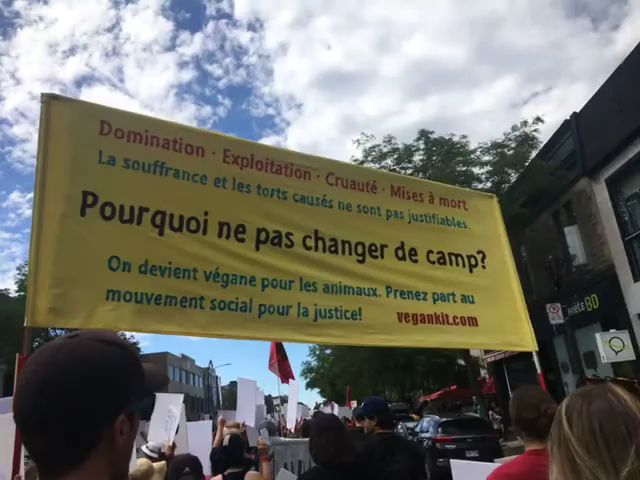 Domination · Exploitation · Cruauté · Mises à mort
La souffrance et les torts causés ne sont pas justifiables.
Pourquoi ne pas changer de camp?
On devient végane pour les animaux. Prenez part au
mouvement social pour la justice!
vegankit.com
BD